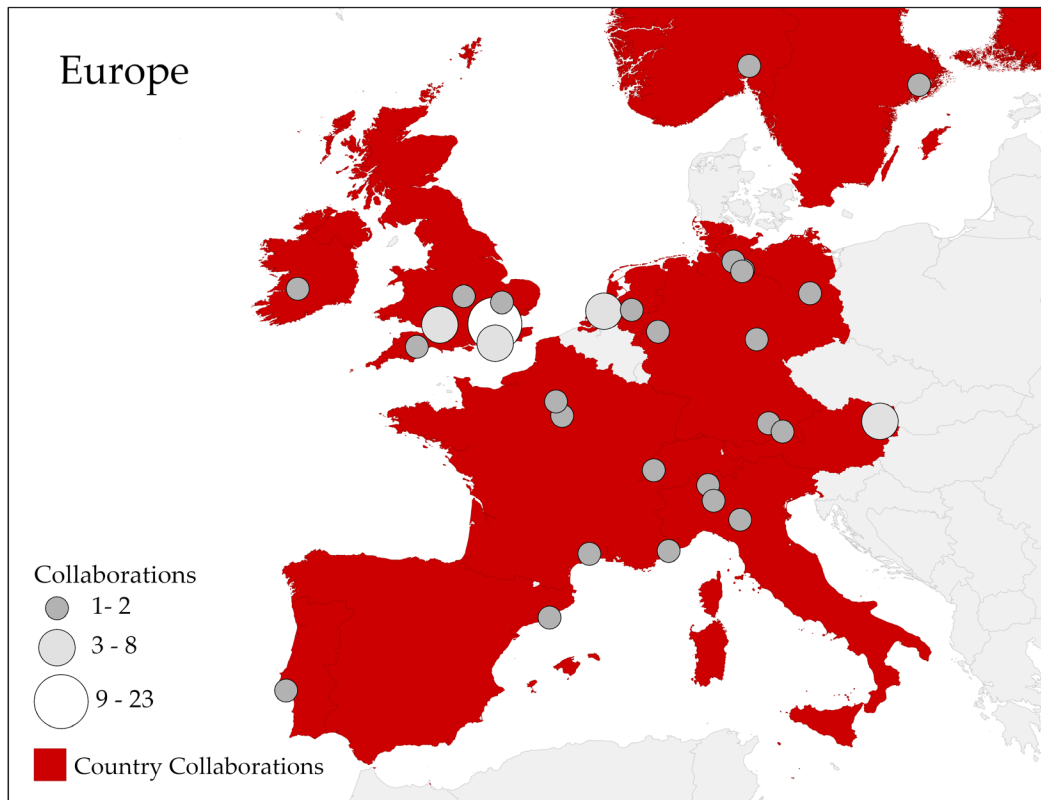 Europe
Collaborations
1- 2
3 - 8
9 - 23
Country Collaborations